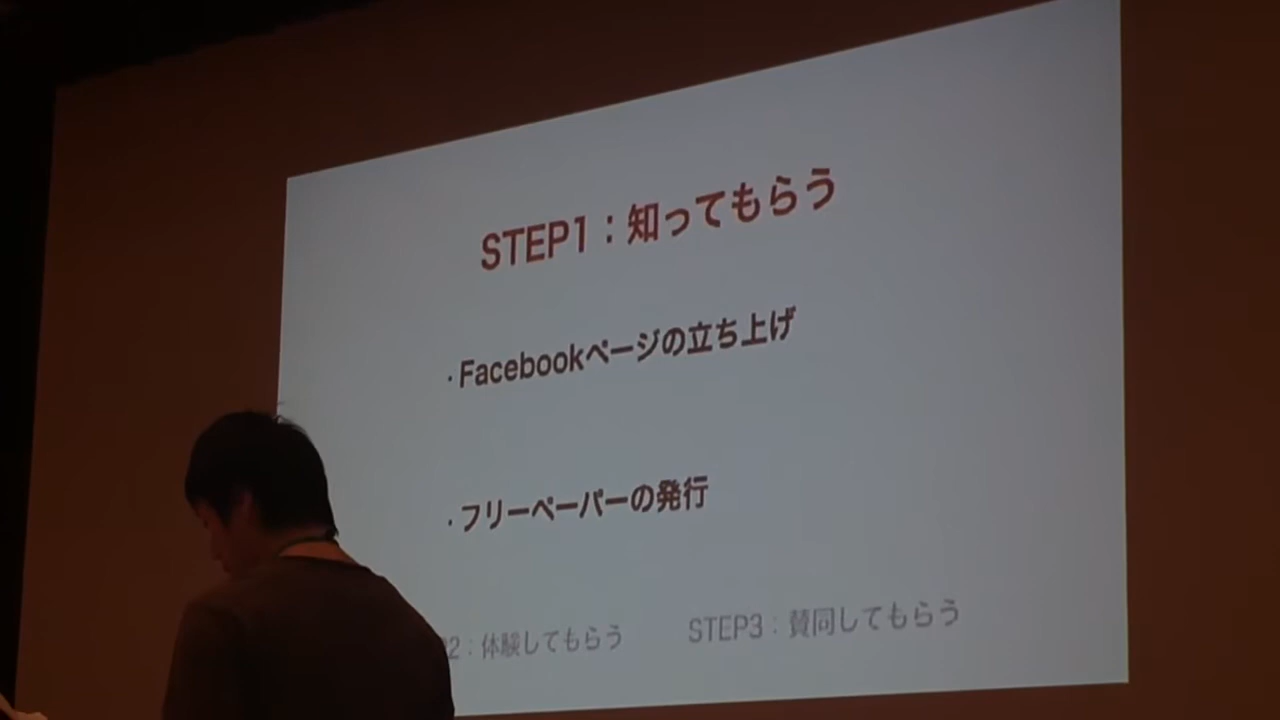 STEP1：知ってもらう
・Facebookページの立ち上げ
・フリーペーパーの発行
2：体験してもらう
STEP3：賛同してもらう